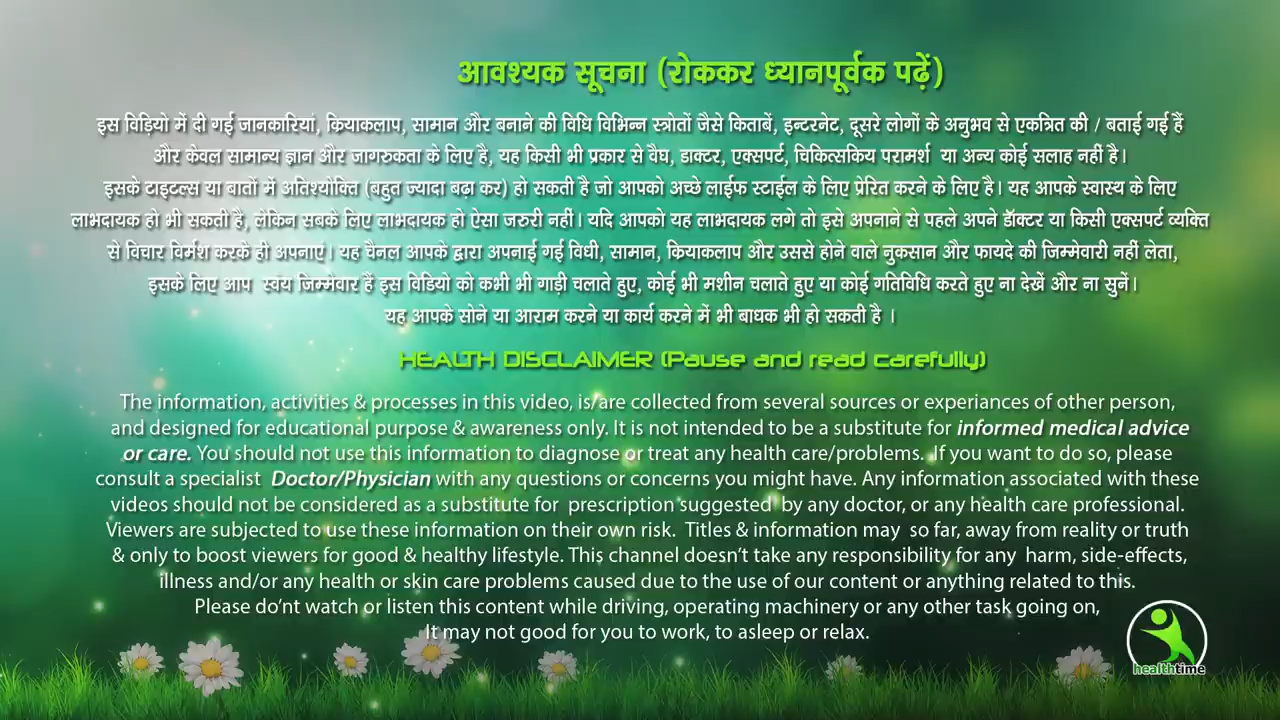 आवश्यक सूचना (रोककर ध्यानपूर्वक पढ़ें)
इस विड़ियो में दी गई जानकारियां, कियाकलाप, सामान और बनाने की विधि विभिन्न स्त्रोतों जैसे किताबें, इन्टरनेट, दूसरे लोगों के अनुभव से एकत्रित की / बताई गई हैं
और केवल सामान्य ज्ञान और जागरुकता के लिए है, यह किसी भी प्रकार से वैघ, डाक्टर, एक्सपर्ट, चिकित्सकिय परामर्श या अन्य कोई सलाह नहीं है।
इसके टाइटल्स या बातों में अतिश्योक्ति (बहुत ज्यादा बढ़ा कर) हो सकती है जो आपको अच्छे लाईफ स्टाईल के लिए प्रेरित करने के लिए है। यह आपके स्वास्थ के लिए
लाभदायक हो भी सकती है, लेकिन सबके लिए लाभदायक हो ऐसा जरुरी नहीं। यदि आपको यह लाभदायक लगे तो इसे अपनाने से पहले अपने डॉक्टर या किसी एक्सपर्ट व्यक्ति
से विचार विर्मश करके ही अपनाएं। यह चैनल आपके द्वारा अपनाई गई विधी, सामान, कियाकलाप और उससे होने वाले नुकसान और फायदे की जिम्मेवारी नहीं लेता,
इसके लिए आप स्वंय जिम्मेवार हैं इस विडियो को कभी भी गाड़ी चलाते हुए, कोई भी मशीन चलाते हुए या कोई गतिविधि करते हुए ना देखें और ना सुनें।
यह आपके सोने या आराम करने या कार्य करने में भी बाधक भी हो सकती है ।
HEALTH DISCLAIMER (Pause and read carefully)
The information, activities & processes in this video, is/are collected from several sources or experiances of other person,
and designed for educational purpose & awareness only. It is not intended to be a substitute for informed medical advice
or care. You should not use this information to diagnose or treat any health care/problems. If you want to do so, please
consult a specialist Doctor/Physician with any questions or concerns you might have. Any information associated with these
videos should not be considered as a substitute for prescription suggested by any doctor, or any health care professional.
Viewers are subjected to use these information on their own risk. Titles & information may so far, away from reality or truth
& only to boost viewers for good & healthy lifestyle. This channel doesn't take any responsibility for any harm, side-effects,
illness and/or any health or skin care problems caused due to the use of our content or anything related to this.
Please do'nt watch or listen this content while driving, operating machinery or any other task going on,
It may not good for you to work, to asleep or relax.
healthtime